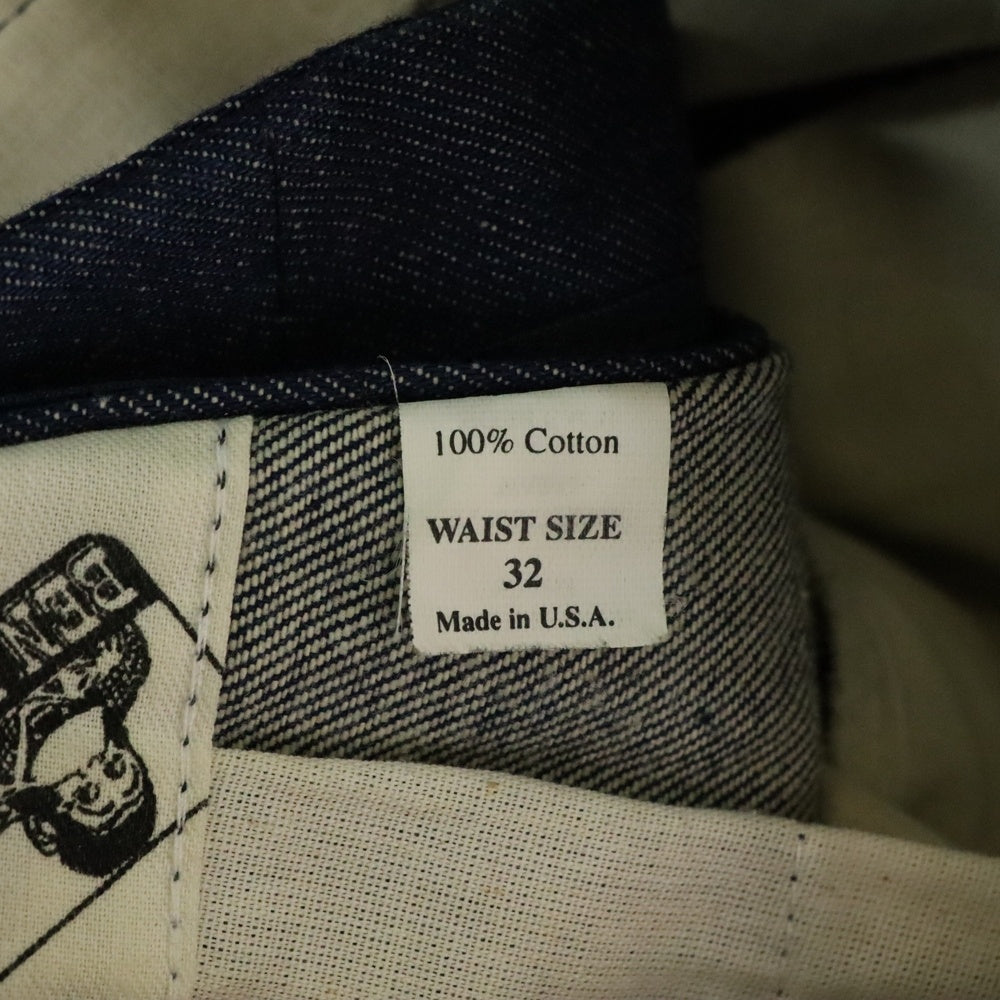 100% Cotton
WAIST SIZE
32
Made in U.S.A.